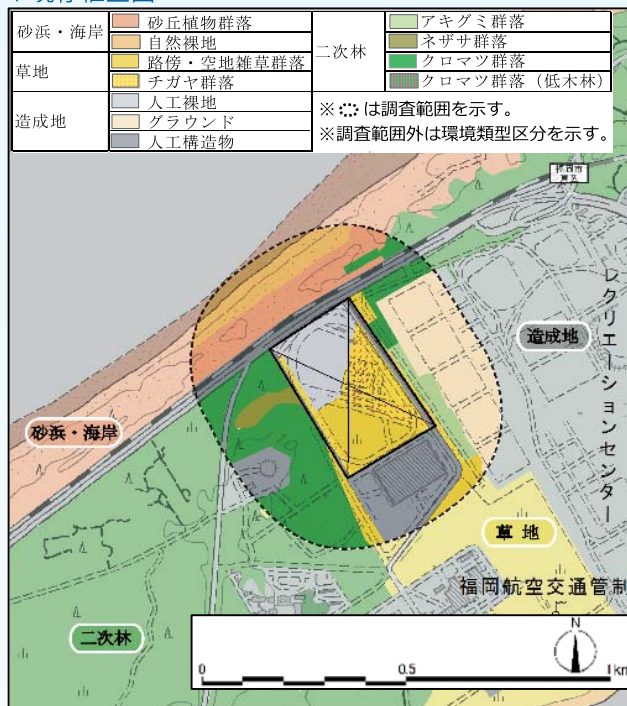 砂浜・海岸
砂丘植物群落
自然裸地
草地
路傍・空地雑草群落
チガヤ群落
造成地
人工裸地
グラウンド
人工構造物
二次林
アキグミ群落
ネザサ群落
クロマツ群落
クロマツ群落（低木林）
※ は調査範囲を示す。
※調査範囲外は環境類型区分を示す。
レクリエーションセンター
造成地
砂浜・海岸
草地
福岡航空交通管制
二次林
N
0
0.5
1km